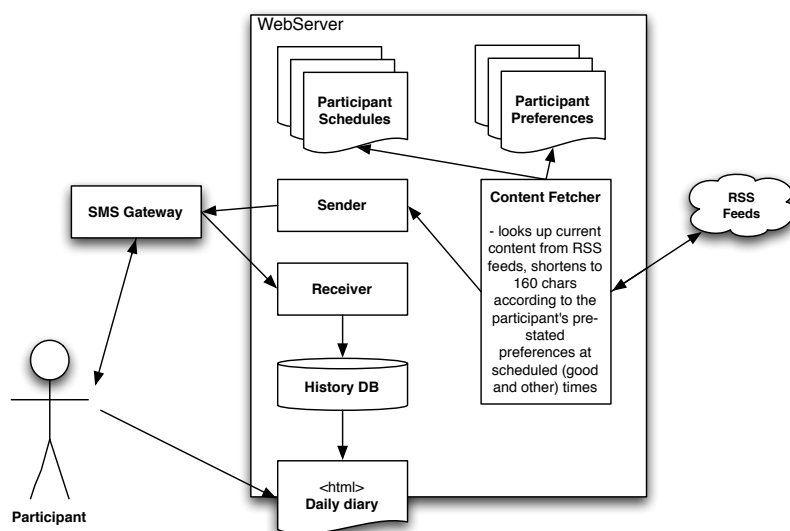 WebServer
Participant
Schedules
Participant
Preferences
SMS Gateway
Sender
Content Fetcher
- looks up current
content from RSS
feeds, shortens to
160 chars
according to the
participant's pre-
stated
preferences at
scheduled (good
and other) times
RSS
Feeds
Receiver
History DB
<html>
Daily diary
Participant